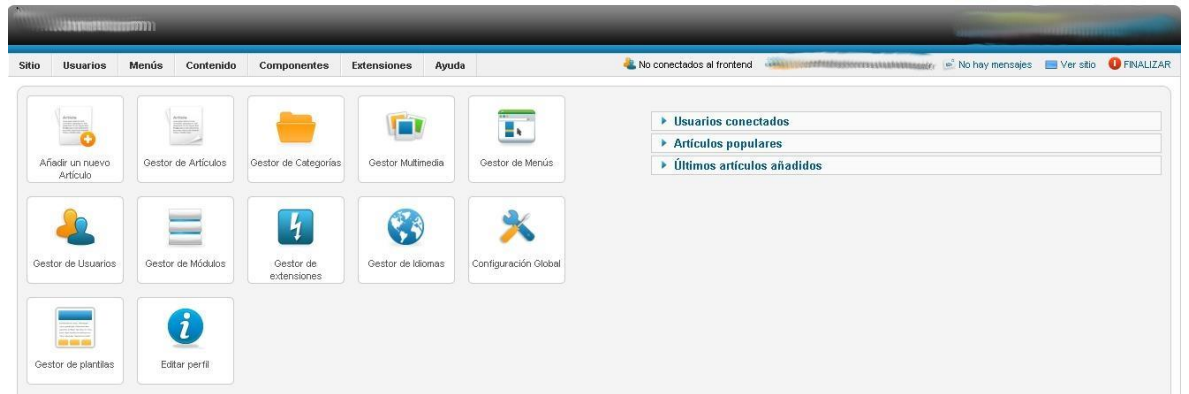 Sitio Usuarios Menús Contenido Componentes Extensiones Ayuda No conectados al frontend No hay mensajes Ver sitio FINALIZAR
Añadir un nuevo
Artículo
Gestor de Artículos
Gestor de Categorías
Gestor Multimedia
Gestor de Menús
Usuarios conectados
Artículos populares
Últimos artículos añadidos
Gestor de Usuarios
Gestor de Módulos
Gestor de
extensiones
Gestor de Idiomas
Configuración Global
Gestor de plantillas
Editar perfil